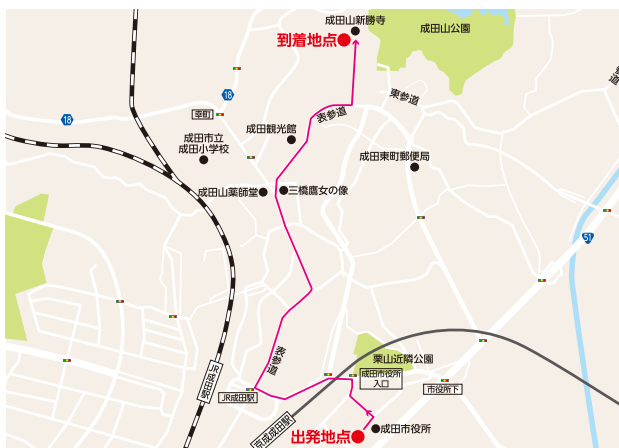 成田山新勝寺
到着地点
成田山公園
18
18
幸町
表参道
東参道
成田観光館
成田市立
成田小学校
成田東町郵便局
成田山薬師堂
三橋鷹女の像
51
表参道
栗山近隣公園
JR成田駅
成田市役所
入口
市役所下
JR成田駅
京成成田駅
出発地点
成田市役所